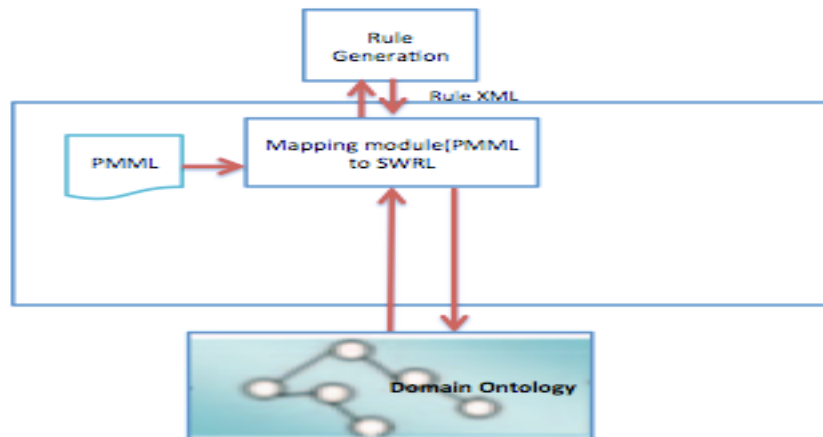 Rule
Generation
Rule XML
Mapping module(PMML
to SWRL
PMML
Domain Ontology